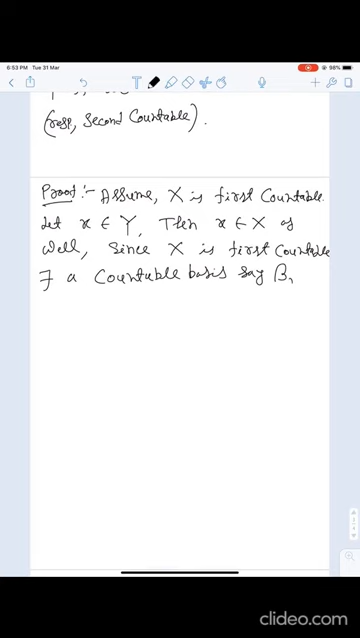 6:53 PM Tue 31 Mar
98%
(resp, Second Countable).
Proof :- Assume, X is first Countable.
Let x ∈ Y, Then x ∈ X as
Well, Since X is first Countable
∃ a Countable basis say B,
clideo.com